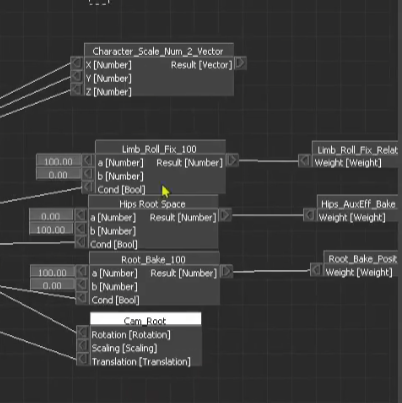 Character_Scale_Num_2_Vector
X [Number] Result [Vector]
Y [Number]
Z [Number]
Limb_Roll_Fix_100 Limb_Roll_Fix_Relat
100.00 a [Number] Result [Number] Weight [Weight]
0.00 b [Number]
Cond [Bool]
Hips Root Space Hips_AuxEff_Bake
0.00 a [Number] Result [Number] Weight [Weight]
100.00 b [Number]
Cond [Bool]
Root_Bake_100 Root_Bake_Posit
100.00 a [Number] Result [Number] Weight [Weight]
0.00 b [Number]
Cond [Bool]
Cam_Root
Rotation [Rotation]
Scaling [Scaling]
Translation [Translation]